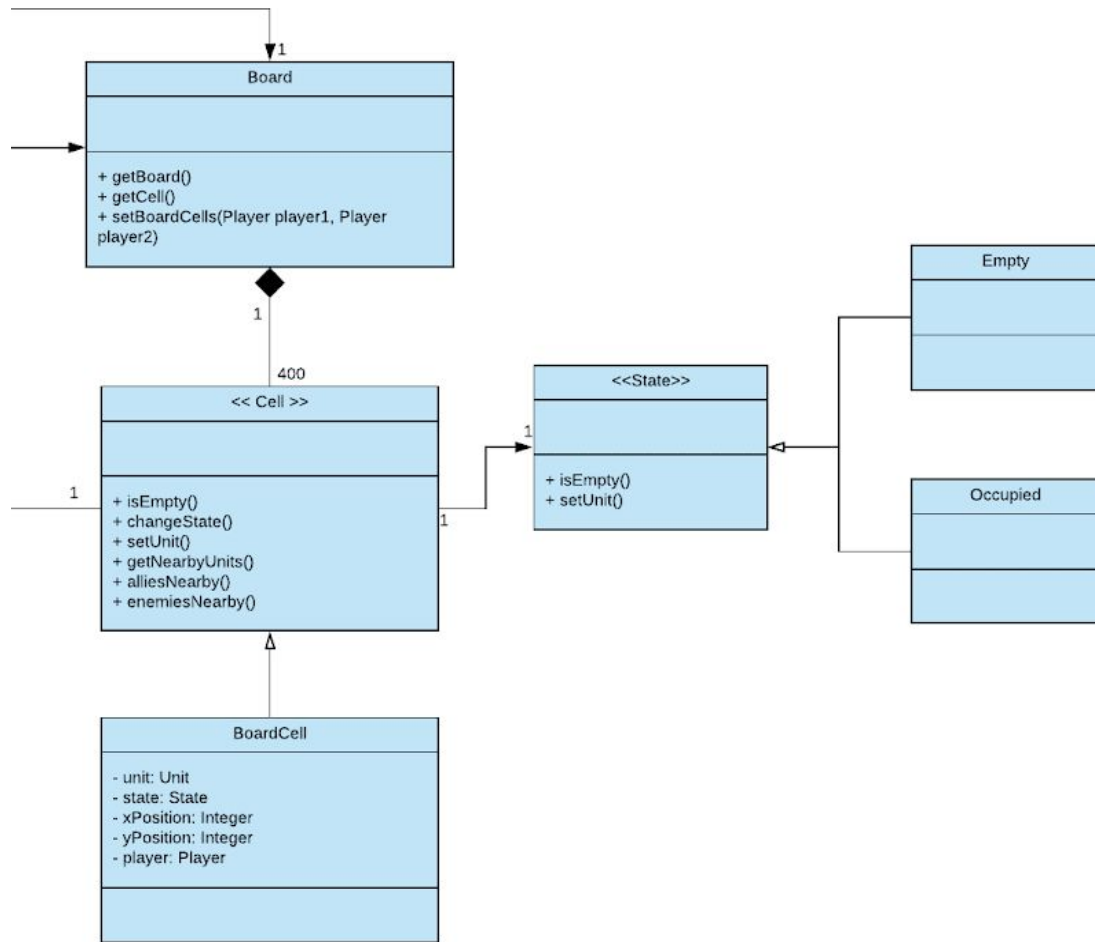 1
Board
+ getBoard()
+ getCell()
+ setBoardCells(Player player1, Player
player2)
1
400
<< Cell >>
1
+ isEmpty()
+ changeState()
+ setUnit()
+ getNearbyUnits()
+ alliesNearby()
+ enemiesNearby()
1
1
<<State>>
+ isEmpty()
+ setUnit()
Empty
Occupied
BoardCell
- unit: Unit
- state: State
- xPosition: Integer
- yPosition: Integer
- player: Player